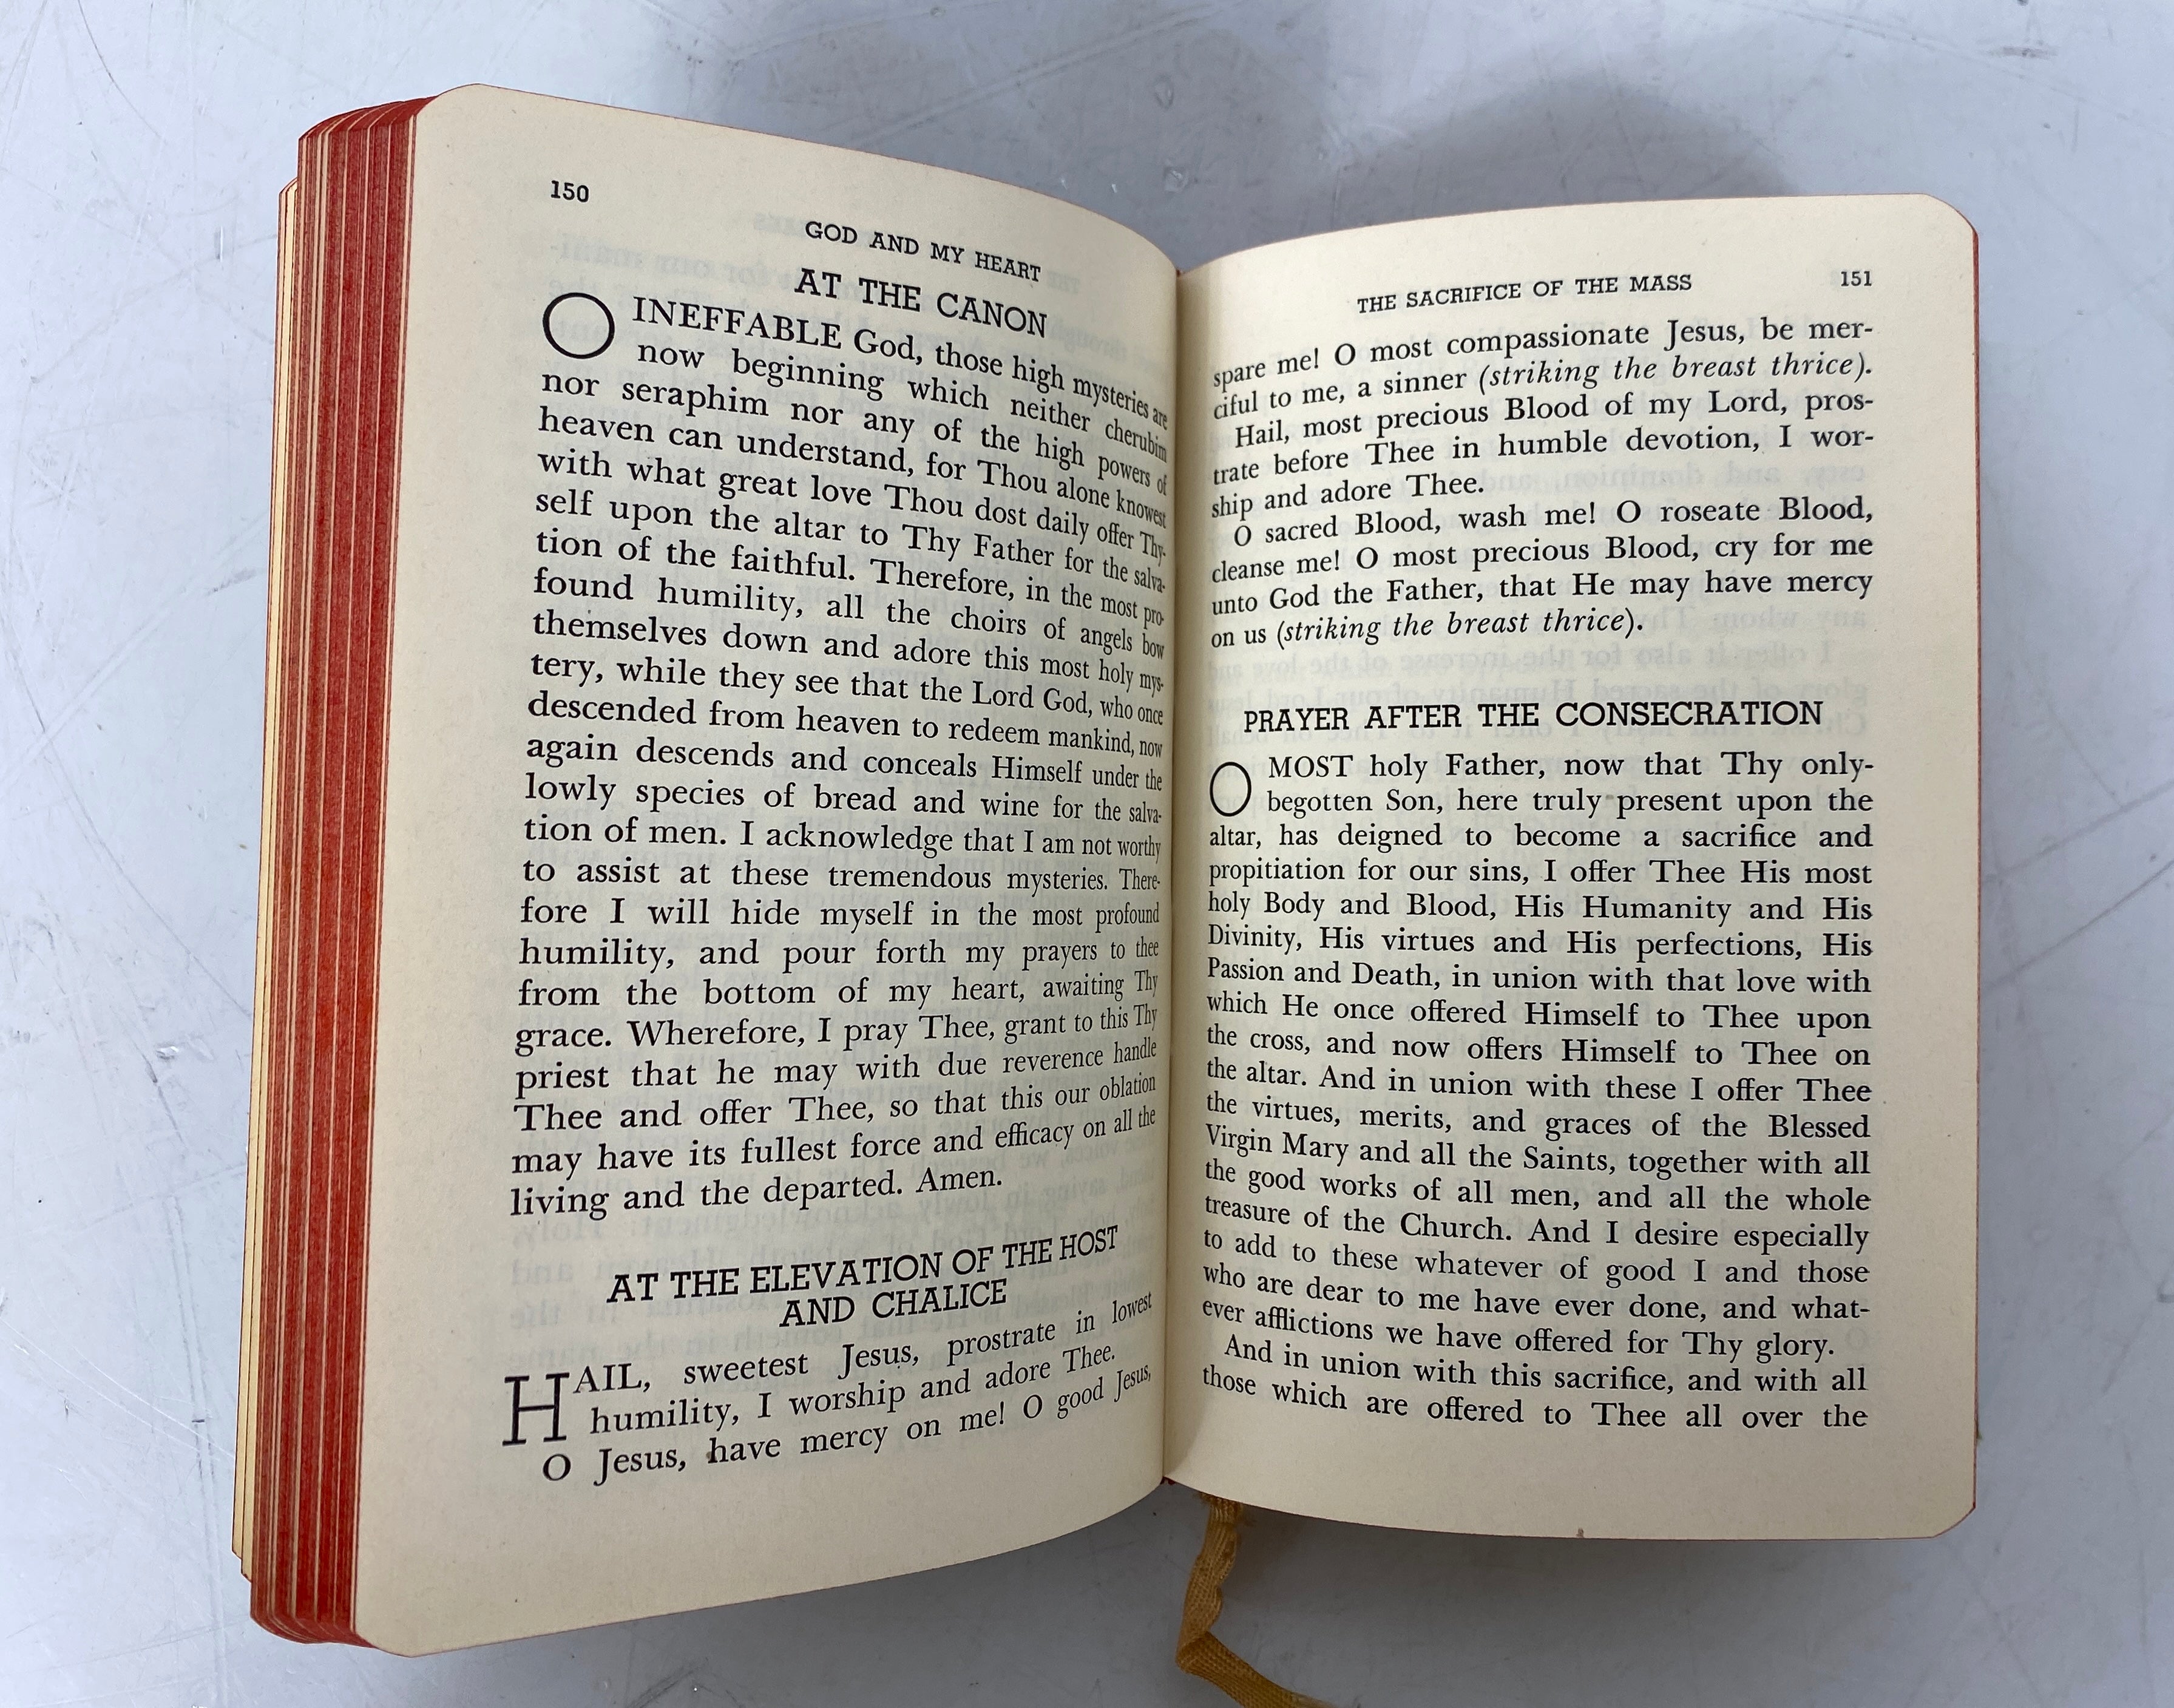 150
GOD AND MY HEART
AT THE CANON
O INEFFABLE God, those high mysteries are
now beginning which neither cherubim
nor seraphim nor any of the high powers of
heaven can understand, for Thou alone knowest
with what great love Thou dost daily offer Thy-
self upon the altar to Thy Father for the salva-
tion of the faithful. Therefore, in the most pro-
found humility, all the choirs of angels bow
themselves down and adore this most holy mys-
tery, while they see that the Lord God, who once
descended from heaven to redeem mankind, now
again descends and conceals Himself under the
lowly species of bread and wine for the salva-
tion of men. I acknowledge that I am not worthy
to assist at these tremendous mysteries. There-
fore I will hide myself in the most profound
humility, and pour forth my prayers to thee
from the bottom of my heart, awaiting Thy
grace. Wherefore, I pray Thee, grant to this Thy
priest that he may with due reverence handle
Thee and offer Thee, so that this our oblation
may have its fullest force and efficacy on all the
living and the departed. Amen.
AT THE ELEVATION OF THE HOST
AND CHALICE
HAIL, sweetest Jesus, prostrate in lowest
humility, I worship and adore Thee.
O Jesus, have mercy on me! O good Jesus,
THE SACRIFICE OF THE MASS 151
spare me! O most compassionate Jesus, be mer-
ciful to me, a sinner (striking the breast thrice).
Hail, most precious Blood of my Lord, pros-
trate before Thee in humble devotion, I wor-
ship and adore Thee.
O sacred Blood, wash me! O roseate Blood,
cleanse me! O most precious Blood, cry for me
unto God the Father, that He may have mercy
on us (striking the breast thrice).
PRAYER AFTER THE CONSECRATION
O MOST holy Father, now that Thy only-
begotten Son, here truly present upon the
altar, has deigned to become a sacrifice and
propitiation for our sins, I offer Thee His most
holy Body and Blood, His Humanity and His
Divinity, His virtues and His perfections, His
Passion and Death, in union with that love with
which He once offered Himself to Thee upon
the cross, and now offers Himself to Thee on
the altar. And in union with these I offer Thee
the virtues, merits, and graces of the Blessed
Virgin Mary and all the Saints, together with all
the good works of all men, and all the whole
treasure of the Church. And I desire especially
to add to these whatever of good I and those
who are dear to me have ever done, and what-
ever afflictions we have offered for Thy glory.
And in union with this sacrifice, and with all
those which are offered to Thee all over the